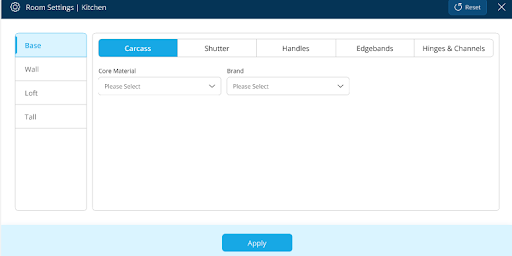 Room Settings | Kitchen
Reset
Base
Wall
Loft
Tall
Carcass
Shutter
Handles
Edgebands
Hinges & Channels
Core Material
Brand
Please Select
Please Select
Apply